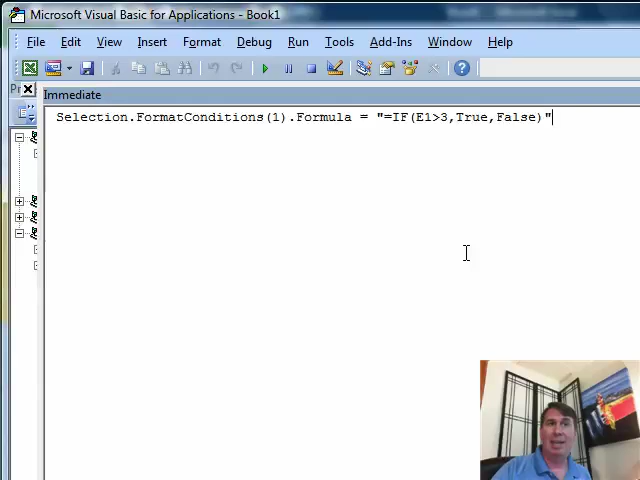 Microsoft Visual Basic for Applications - Book1
File Edit View Insert Format Debug Run Tools Add-Ins Window Help
Immediate
Selection.FormatConditions(1).Formula = "=IF(E1>3,True,False)"